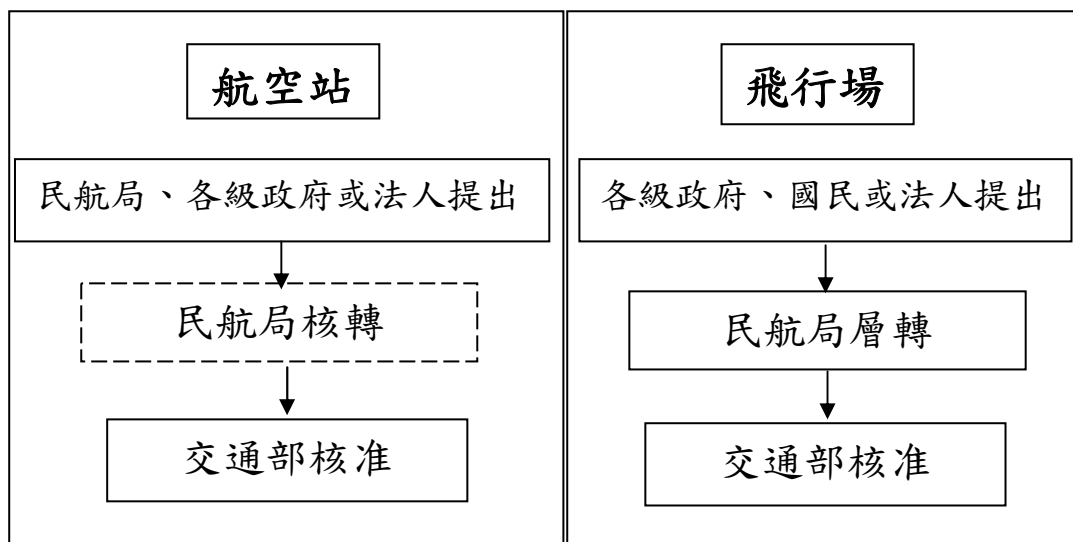 航空站
民航局、各級政府或法人提出
民航局核轉
交通部核准
飛行場
各級政府、國民或法人提出
民航局層轉
交通部核准